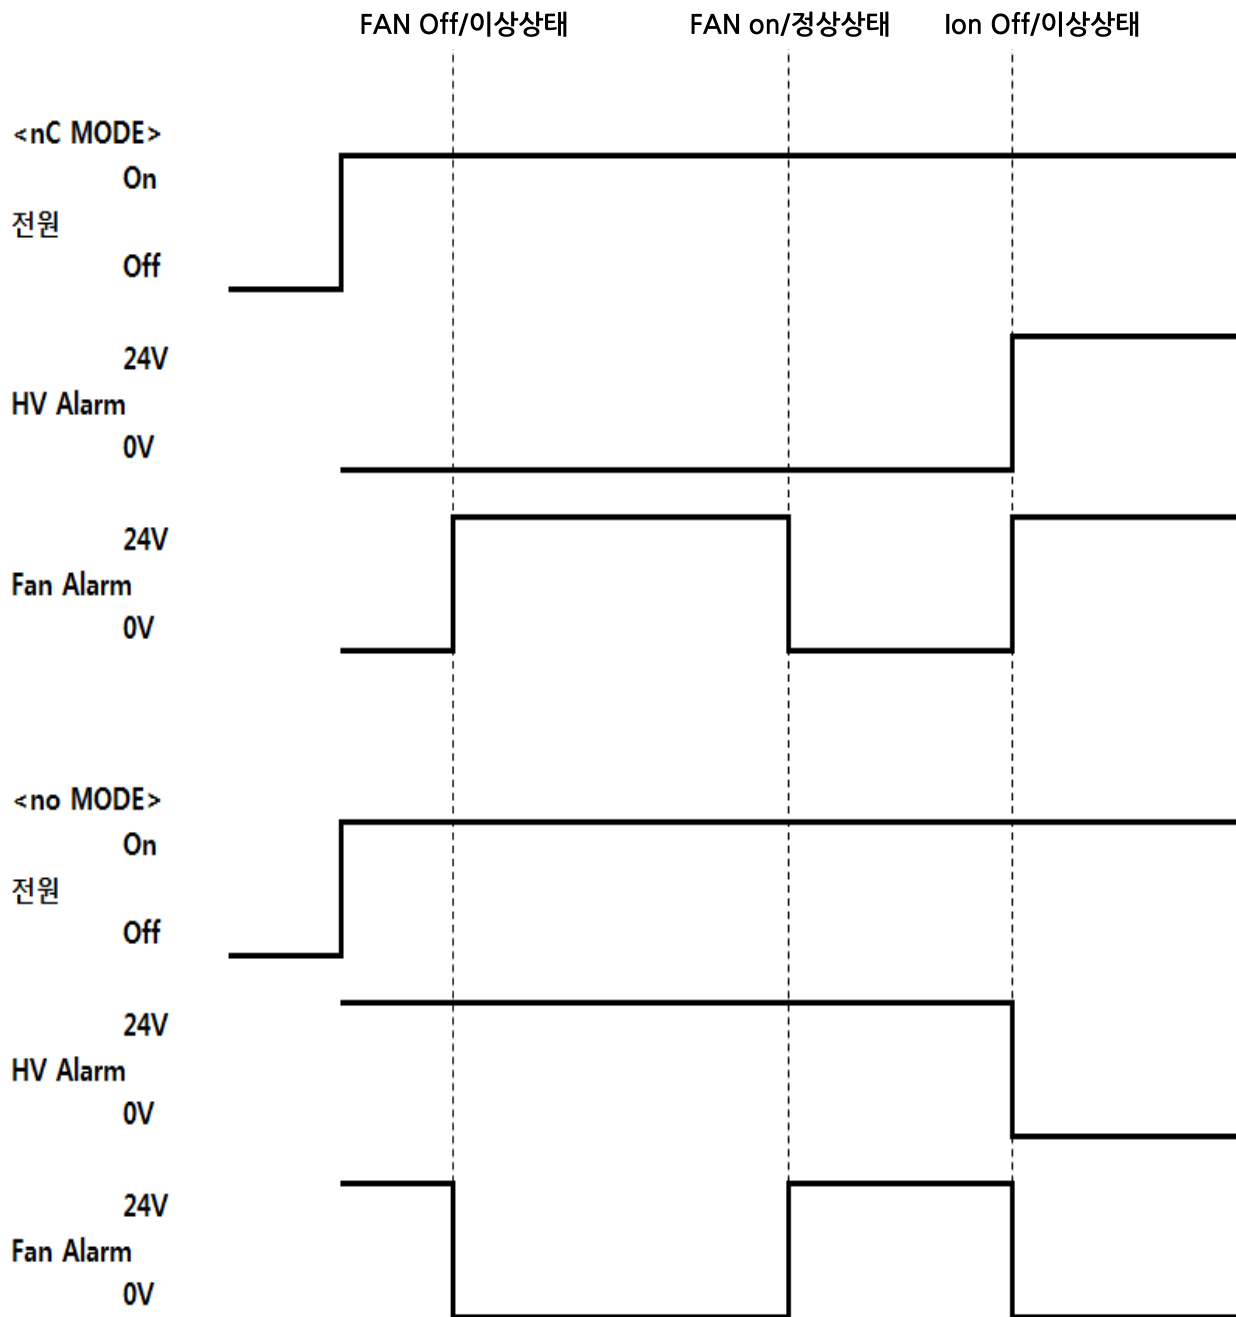 FAN Off/이상상태 FAN on/정상상태 Ion Off/이상상태
<nC MODE>
On
전원
Off
24V
HV Alarm
0V
24V
Fan Alarm
0V
<no MODE>
On
전원
Off
24V
HV Alarm
0V
24V
Fan Alarm
0V